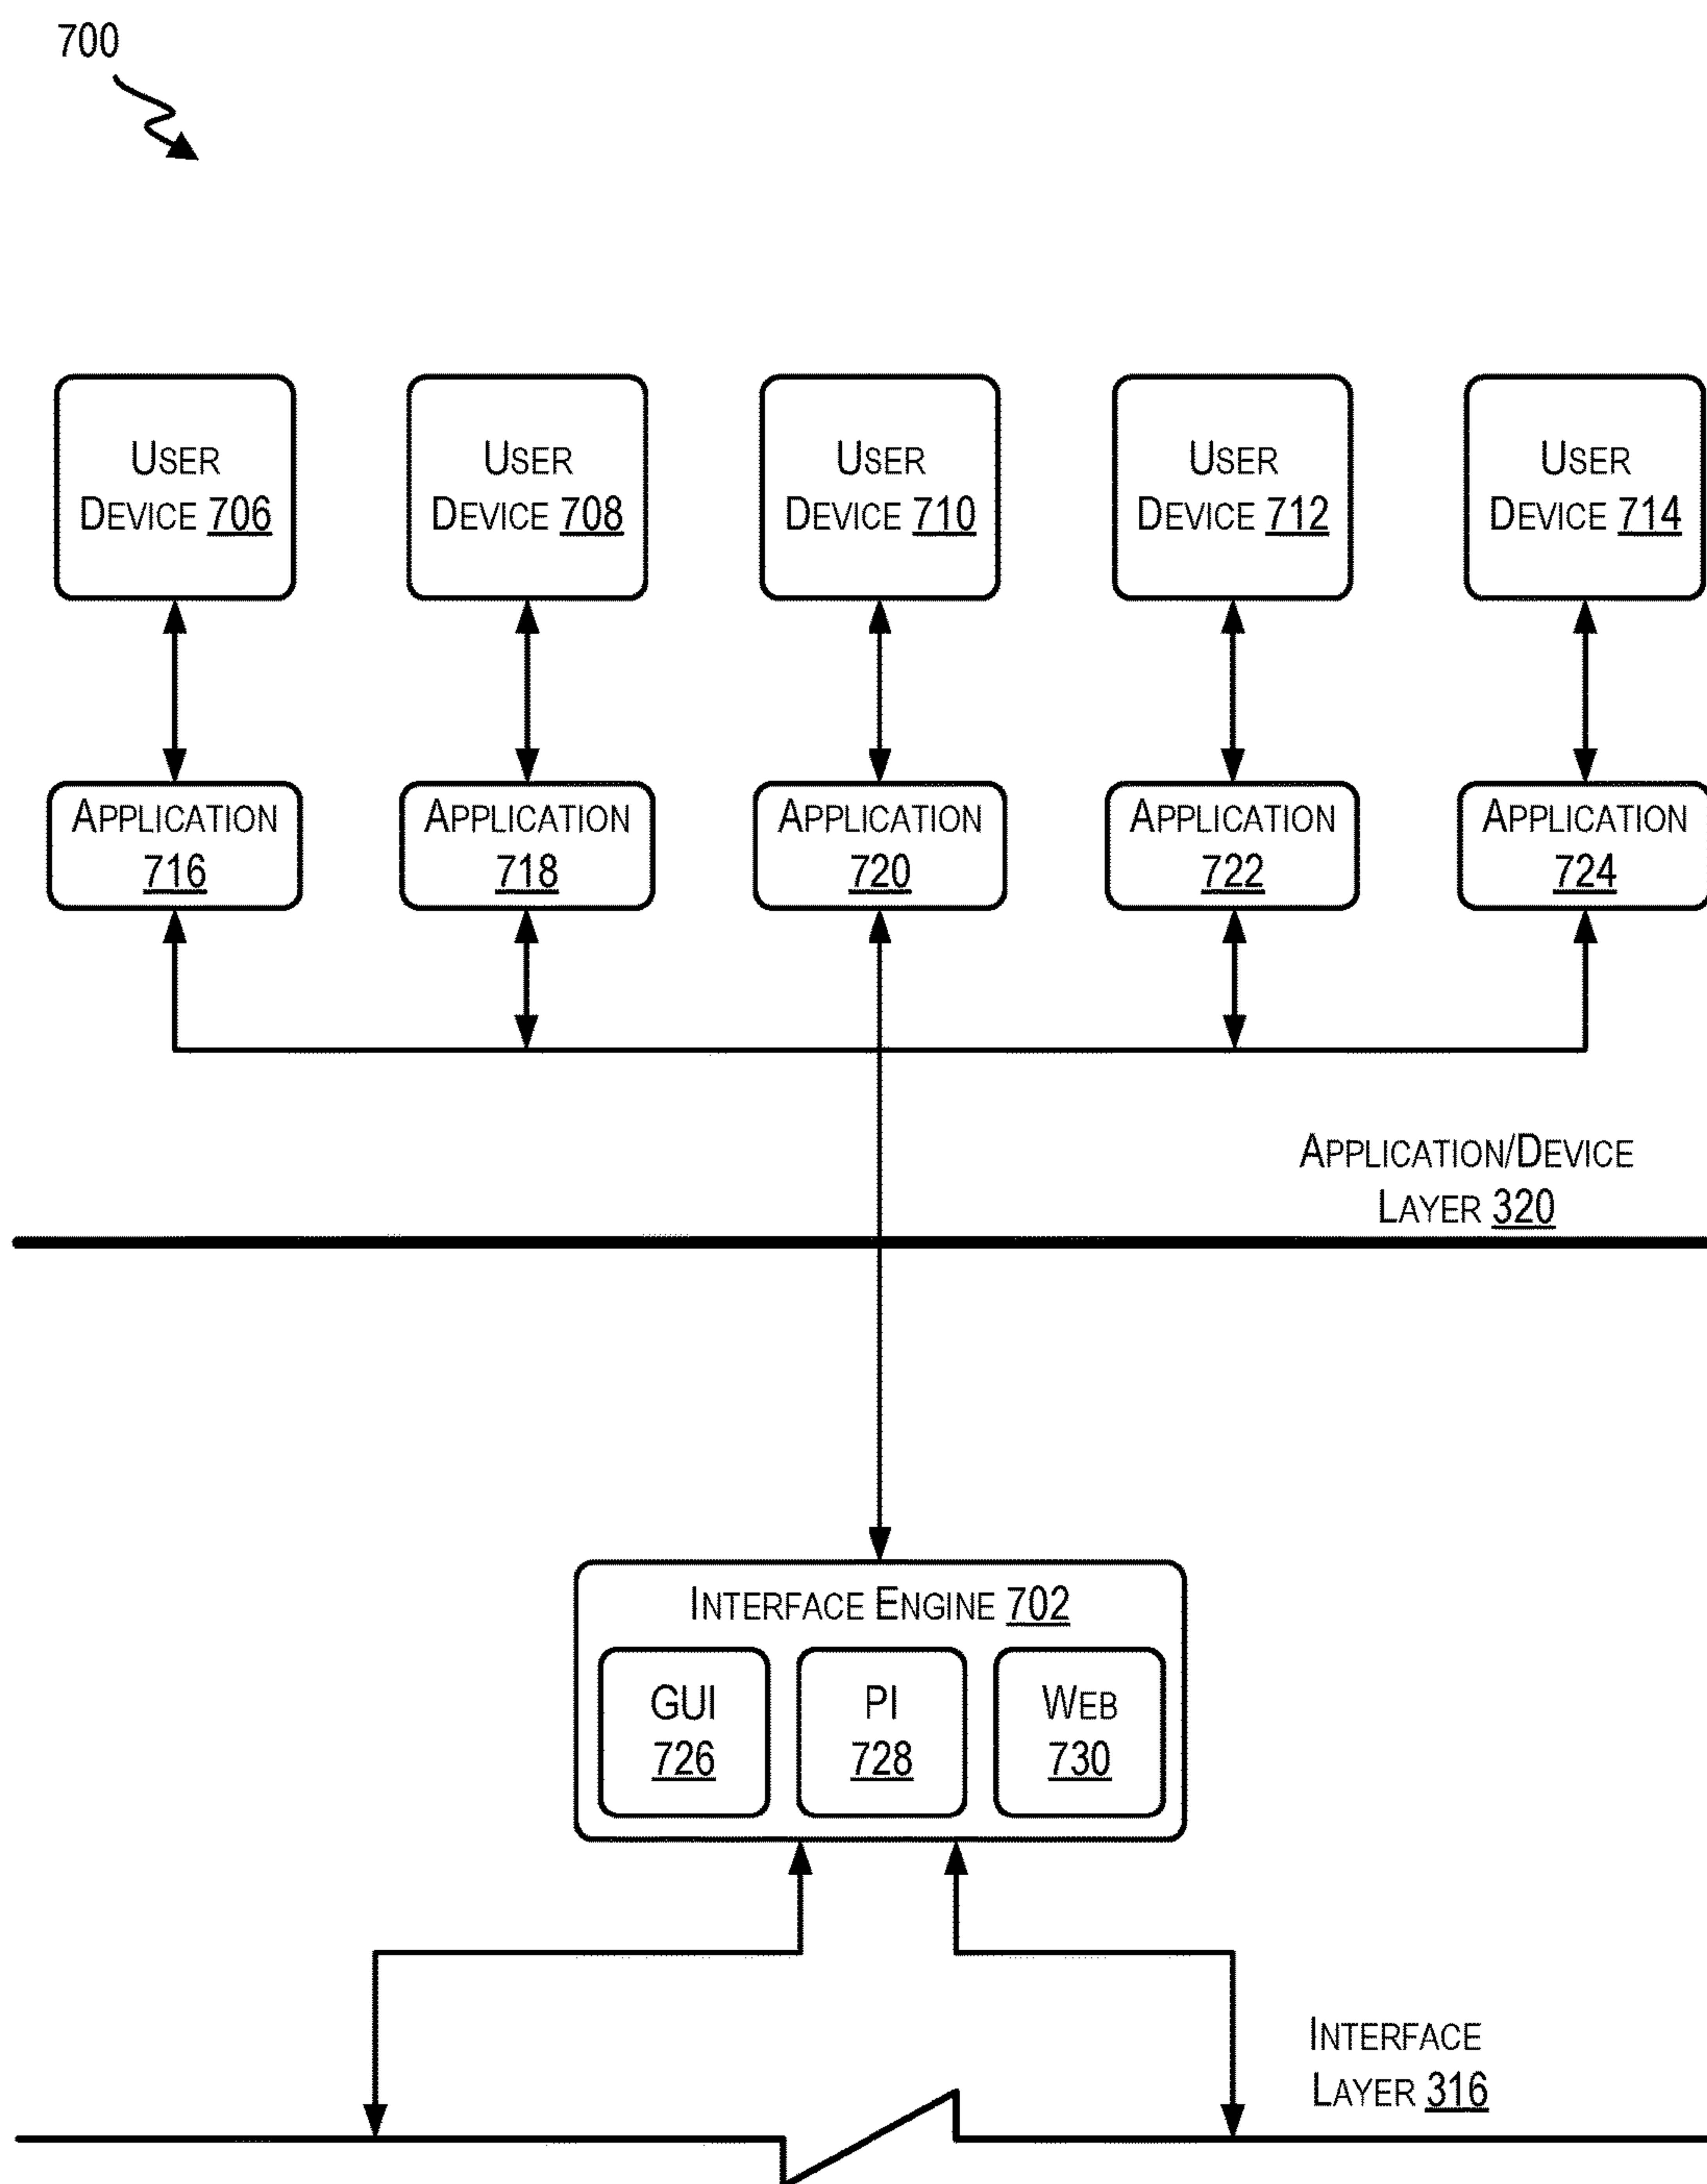 700
User User User User User
Device 706 Device 708 Device 710 Device 712 Device 714
Application Application Application Application Application
716 718 720 722 724
Application/Device
Layer 320
Interface Engine 702
GUI PI Web
726 728 730
Interface
Layer 316